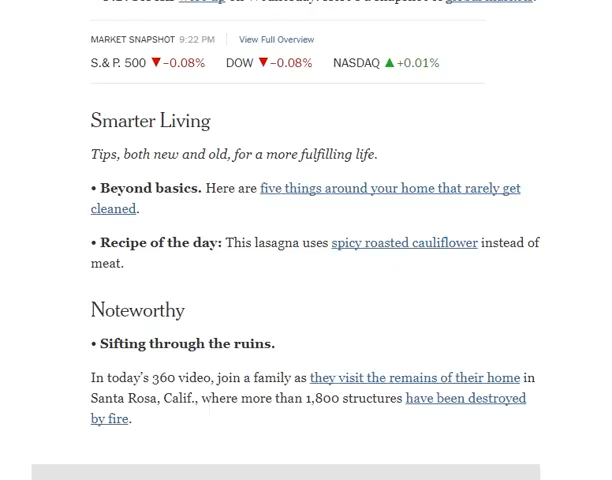 MARKET SNAPSHOT 9:22 PM View Full Overview
S.& P. 500 ▼ −0.08% DOW ▼ −0.08% NASDAQ ▲ +0.01%
Smarter Living
Tips, both new and old, for a more fulfilling life.
• Beyond basics. Here are five things around your home that rarely get
cleaned.
• Recipe of the day: This lasagna uses spicy roasted cauliflower instead of
meat.
Noteworthy
• Sifting through the ruins.
In today's 360 video, join a family as they visit the remains of their home in
Santa Rosa, Calif., where more than 1,800 structures have been destroyed
by fire.